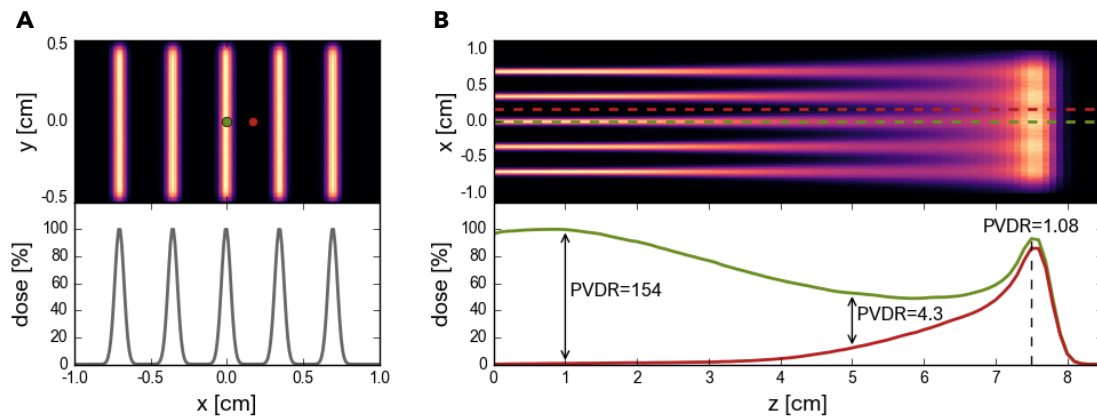 A
y [cm]
0.5
0.0
-0.5
dose [%]
100
80
60
40
20
0
-1.0 -0.5 0.0 0.5 1.0
x [cm]
B
x [cm]
1.0
0.5
0.0
-0.5
-1.0
dose [%]
100
80
60
40
20
0
PVDR=154
PVDR=4.3
PVDR=1.08
0 1 2 3 4 5 6 7 8
z [cm]